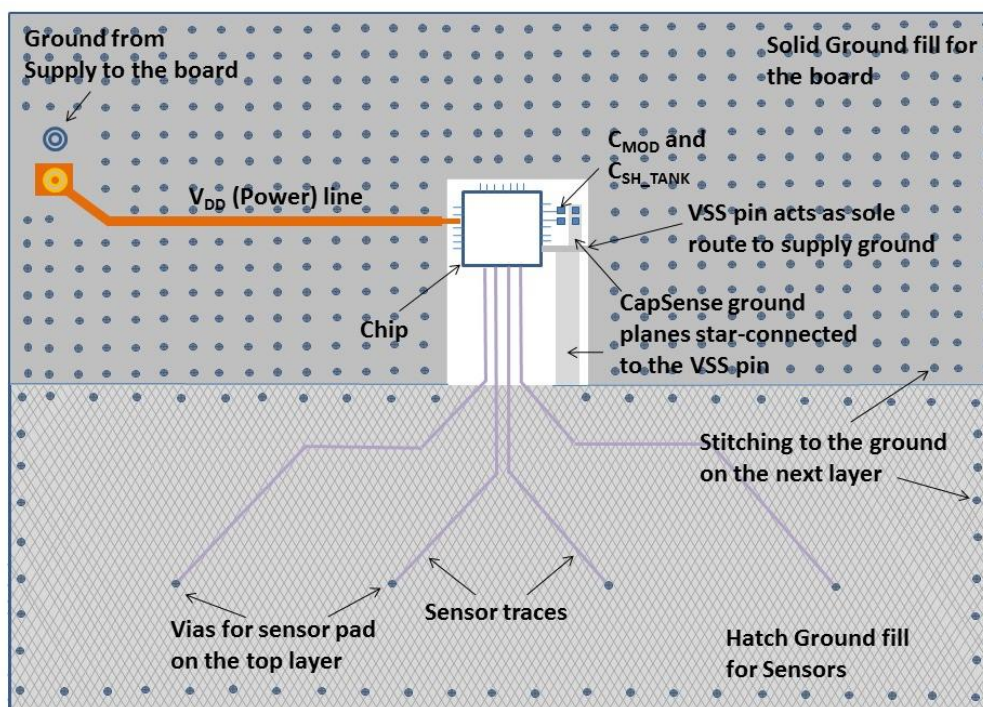 Ground from
Supply to the board
Solid Ground fill for
the board
C_MOD and
C_SH_TANK
V_DD (Power) line
VSS pin acts as sole
route to supply ground
Chip
CapSense ground
planes star-connected
to the VSS pin
Stitching to the ground
on the next layer
Vias for sensor pad
on the top layer
Sensor traces
Hatch Ground fill
for Sensors